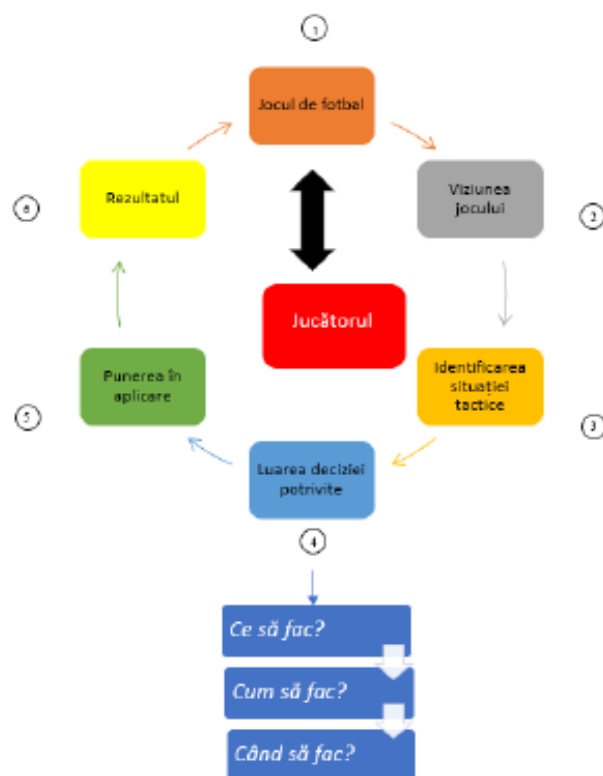 1
Jocul de fotbal
Viziunea
jocului
2
Identificarea
situației
tactice
3
Luarea deciziei
potrivite
4
Punerea în
aplicare
5
Rezultatul
6
Jucătorul
Ce să fac?
Cum să fac?
Când să fac?